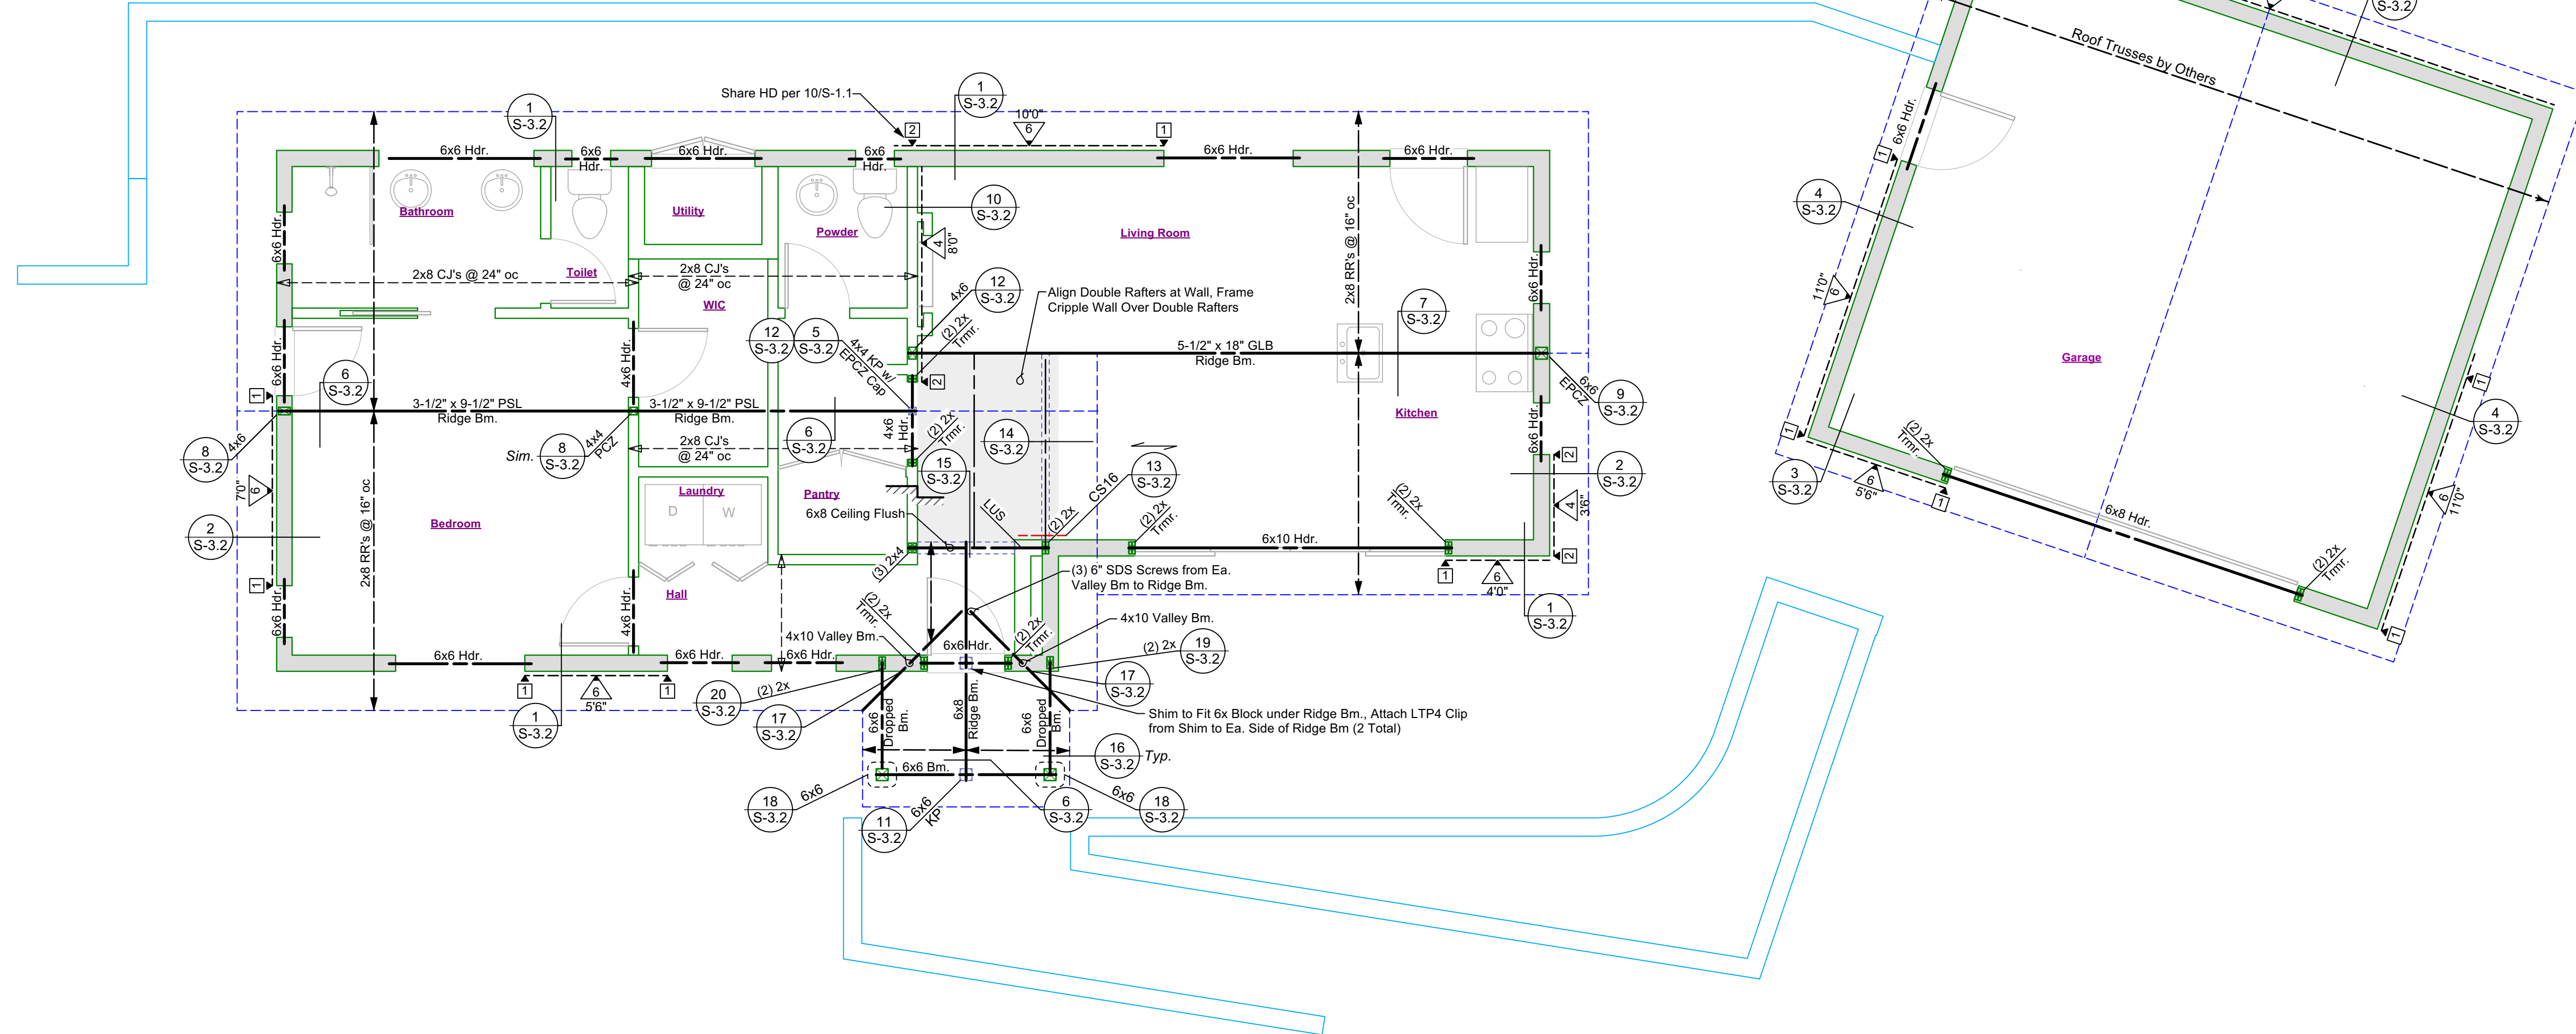 Roof Trusses by Others
S-3.2
Share HD per 10/S-1.1
1
S-3.2
1
S-3.2
2
10'0"
6
1
6x6 Hdr.
6x6
Hdr.
6x6 Hdr.
6x6
Hdr.
6x6 Hdr.
6x6 Hdr.
6x6 Hdr.
1
4
S-3.2
10
S-3.2
Bathroom
Utility
Powder
Living Room
6x6 Hdr.
4
8'0"
2x8 RR's @ 16" oc
2x8 CJ's @ 24" oc
Toilet
2x8 CJ's
@ 24" oc
WIC
4x6
12
S-3.2
Align Double Rafters at Wall, Frame
Cripple Wall Over Double Rafters
6x6 Hdr.
11'0"
6
7
S-3.2
12
S-3.2
5
S-3.2
4x4 KP w/
EPCZ Cap
(2) 2x
Trmr.
5-1/2" x 18" GLB
Ridge Bm.
Garage
6x6 Hdr.
6
S-3.2
4x6 Hdr.
2
6x6
EPCZ
9
S-3.2
1
1
3-1/2" x 9-1/2" PSL
Ridge Bm.
3-1/2" x 9-1/2" PSL
Ridge Bm.
Kitchen
4
S-3.2
8
S-3.2
4x6
Sim.
8
S-3.2
4x4
PCZ
2x8 CJ's
@ 24" oc
6
S-3.2
4x6
Hdr.
(2) 2x
Trmr.
14
S-3.2
6x6 Hdr.
1
(2) 2x
Trmr.
15
S-3.2
13
S-3.2
2
2
S-3.2
3
S-3.2
7'0"
6
Laundry
Pantry
CS16
(2) 2x
Trmr.
4
3'6"
6
5'6"
1
6
11'0"
D
W
6x8 Ceiling Flush
LUS
(2) 2x
(2) 2x
Trmr.
6x8 Hdr.
2x8 RR's @ 16" oc
Bedroom
2
S-3.2
6x10 Hdr.
2
(3) 2x4
(2) 2x
Trmr.
1
6
4'0"
1
(3) 6" SDS Screws from Ea.
Valley Bm to Ridge Bm.
Hall
6x6 Hdr.
4x6 Hdr.
(2) 2x
Trmr.
1
S-3.2
4x10 Valley Bm.
(2) 2x
Trmr.
4x10 Valley Bm.
1
6x6 Hdr.
6x6 Hdr.
6x6 Hdr.
6x6 Hdr.
(2) 2x
19
S-3.2
1
6
5'6"
1
17
S-3.2
20
S-3.2
(2) 2x
1
S-3.2
17
S-3.2
6x6
Dropped
Bm.
6x8
Ridge Bm.
6x6
Dropped
Bm.
Shim to Fit 6x Block under Ridge Bm., Attach LTP4 Clip
from Shim to Ea. Side of Ridge Bm (2 Total)
16
S-3.2
Typ.
6x6 Bm.
18
S-3.2
6x6
11
S-3.2
6x6
KP
6
S-3.2
6x6
18
S-3.2